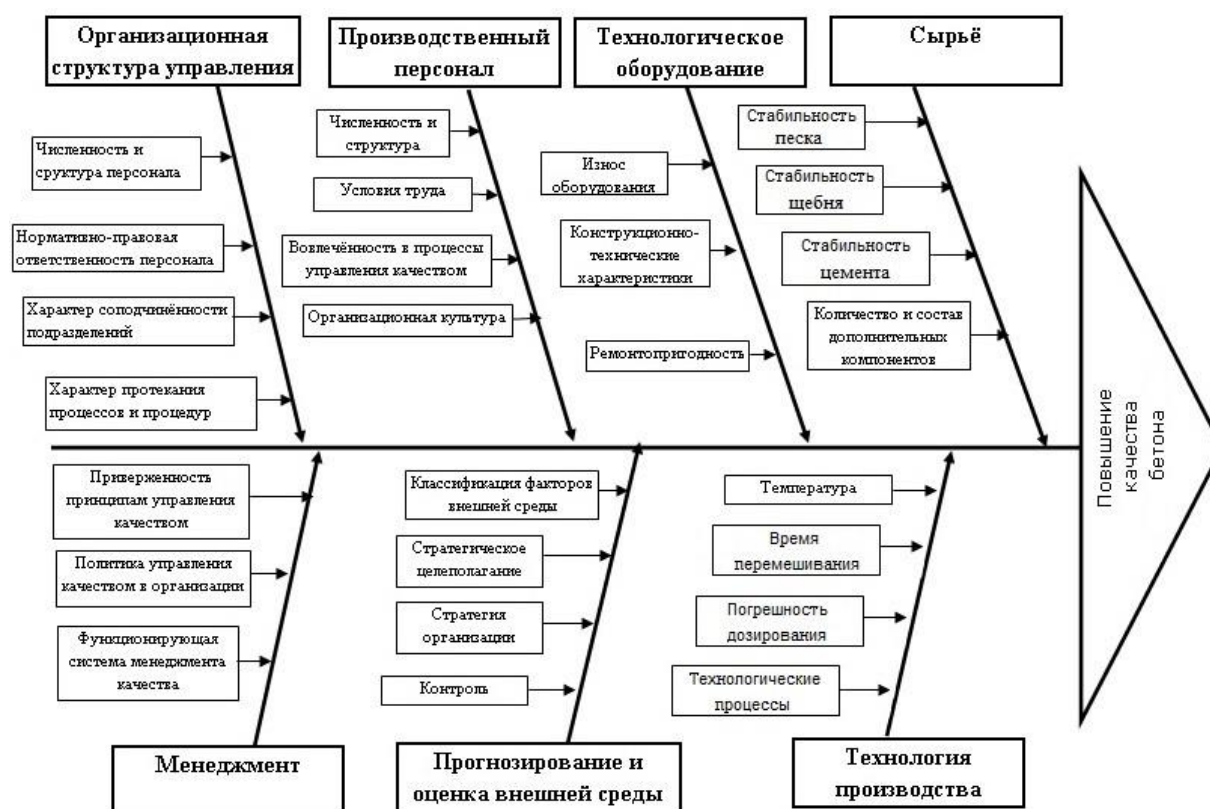 Организационная
структура управления
Производственный
персонал
Технологическое
оборудование
Сырьё
Численность и
сруктура персонала
Нормативно-правовая
ответственность персонала
Характер соподчинённости
подразделений
Характер протекания
процессов и процедур
Численность и
структура
Условия труда
Вовлечённость в процессы
управления качеством
Организационная культура
Износ
оборудования
Конструкционно-
технические
характеристики
Ремонтопригодность
Стабильность
песка
Стабильность
щебня
Стабильность
цемента
Количество и состав
дополнительных
компонентов
Повышение
качества
бетона
Приверженность
принципам управления
качеством
Политика управления
качеством в организации
Функционирующая
система менеджмента
качества
Классификация факторов
внешней среды
Стратегическое
целеполагание
Стратегия
организации
Контроль
Температура
Время
перемешивания
Погрешность
дозирования
Технологические
процессы
Менеджмент
Прогнозирование и
оценка внешней среды
Технология
производства